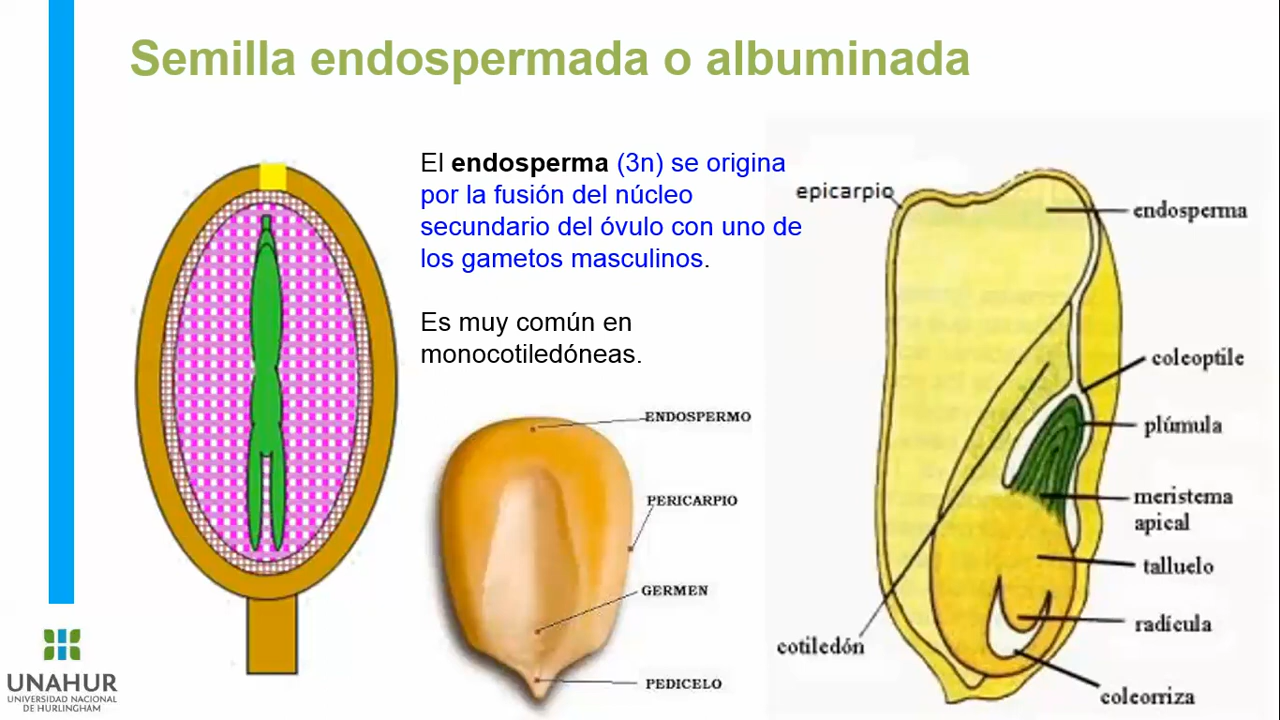 Semilla endospermada o albuminada
El endosperma (3n) se origina
por la fusión del núcleo
secundario del óvulo con uno de
los gametos masculinos.
Es muy común en
monocotiledóneas.
ENDOSPERMO
PERICARPIO
GERMEN
PEDICELO
epicarpio
endosperma
coleoptile
plúmula
meristema
apical
talluelo
radícula
cotiledón
coleorriza
UNAHUR
UNIVERSIDAD NACIONAL
DE HURLINGHAM